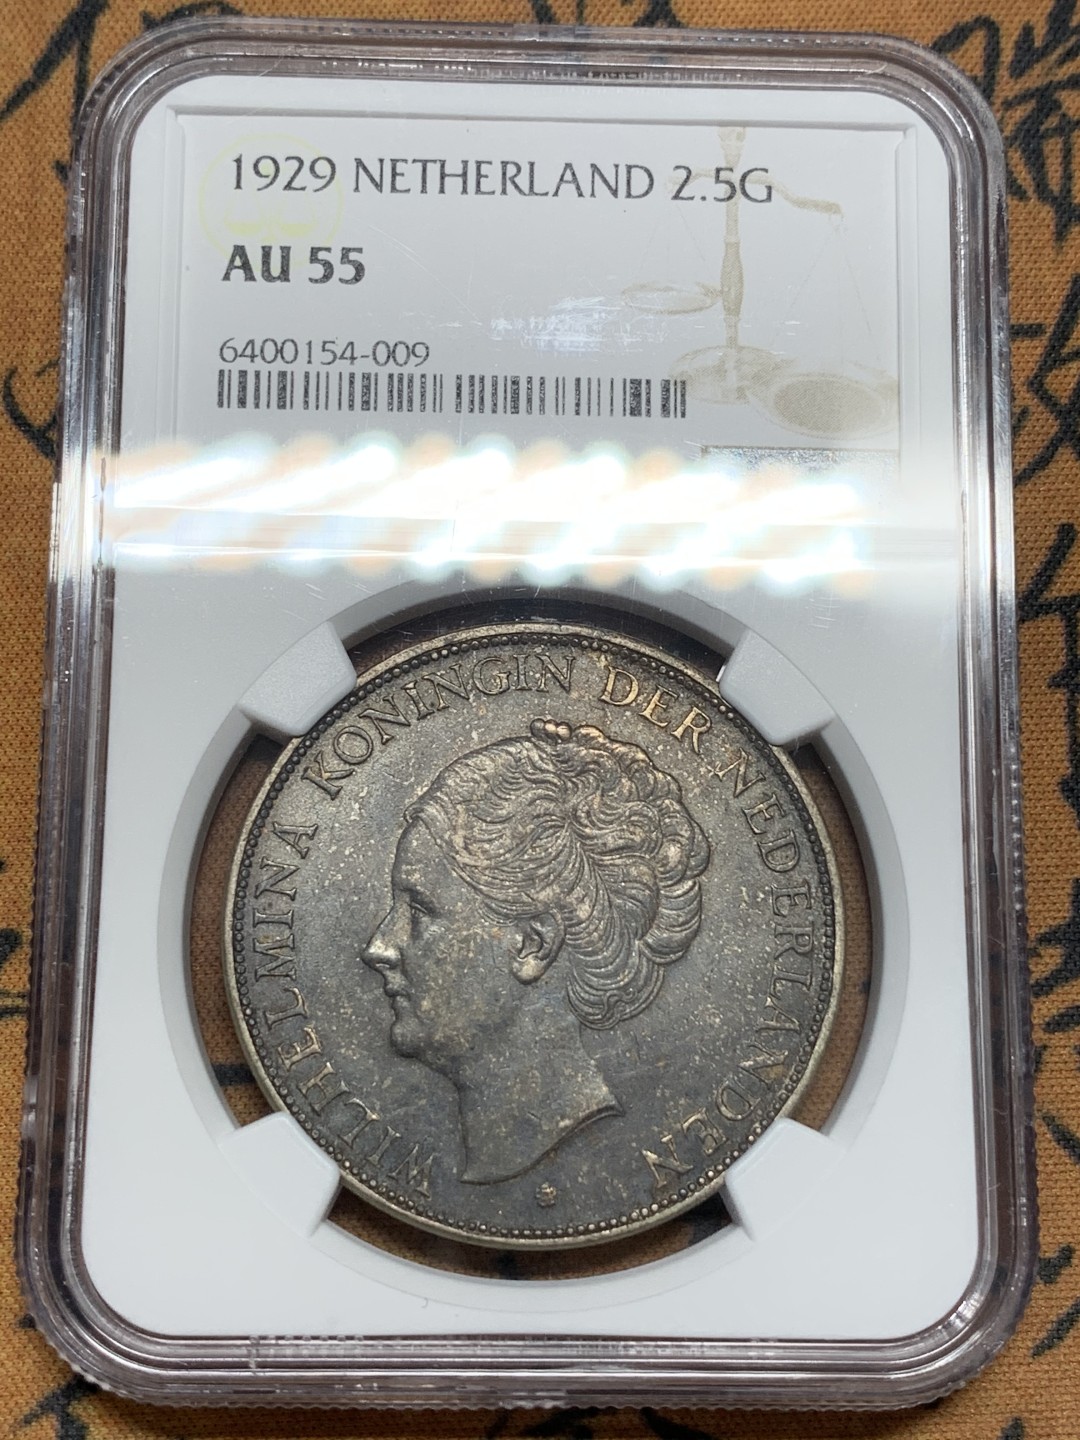 1929 NETHERLAND 2.5G
AU 55
6400154-009
WILHELMINA KONINGIN DER NEDERLANDEN